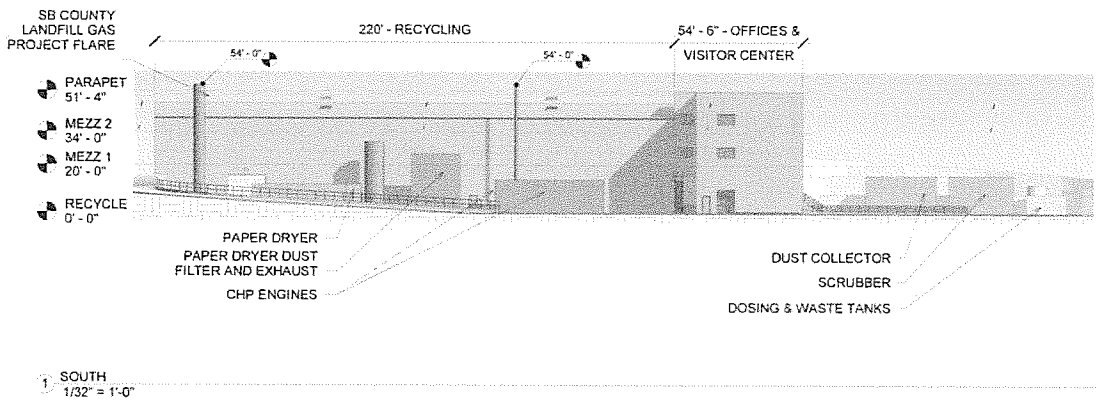 SB COUNTY
LANDFILL GAS
PROJECT FLARE
220' - RECYCLING
54' - 6" - OFFICES &
VISITOR CENTER
54' - 0"
54' - 0"
PARAPET
51' - 4"
MEZZ 2
34' - 0"
MEZZ 1
20' - 0"
RECYCLE
0' - 0"
PAPER DRYER
PAPER DRYER DUST
FILTER AND EXHAUST
CHP ENGINES
DUST COLLECTOR
SCRUBBER
DOSING & WASTE TANKS
1 SOUTH
1/32" = 1'-0"